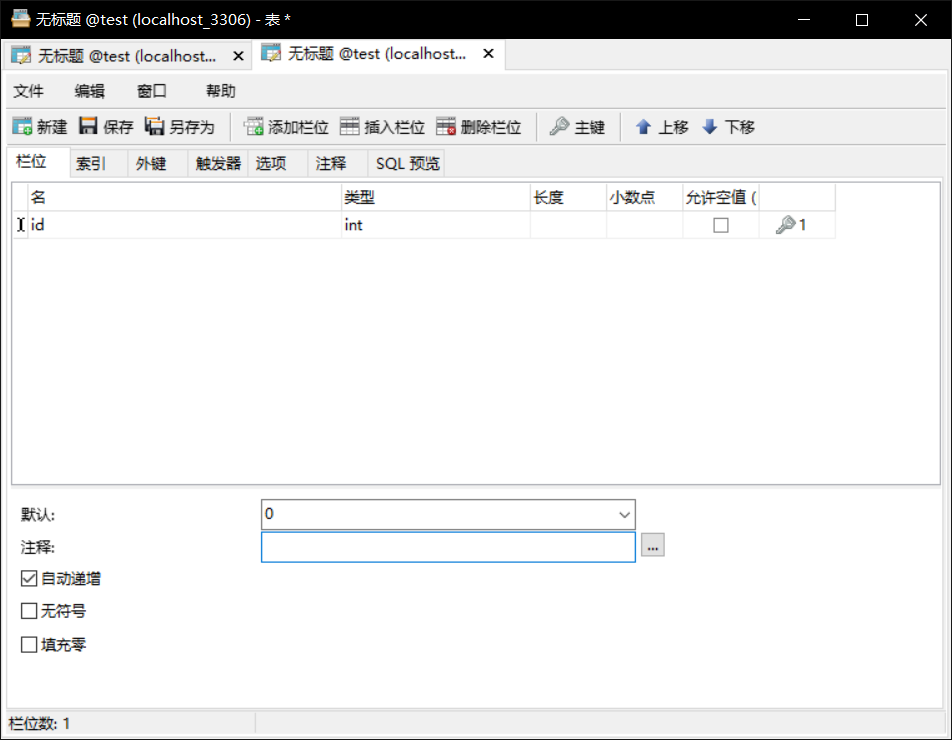 无标题 @test (localhost_3306) - 表 *
无标题 @test (localhost... 无标题 @test (localhost...
文件 编辑 窗口 帮助
新建 保存 另存为 添加栏位 插入栏位 删除栏位 主键 上移 下移
栏位 索引 外键 触发器 选项 注释 SQL 预览
名 类型 长度 小数点 允许空值 (
id int 1
默认: 0
注释: ...
自动递增
无符号
填充零
栏位数: 1